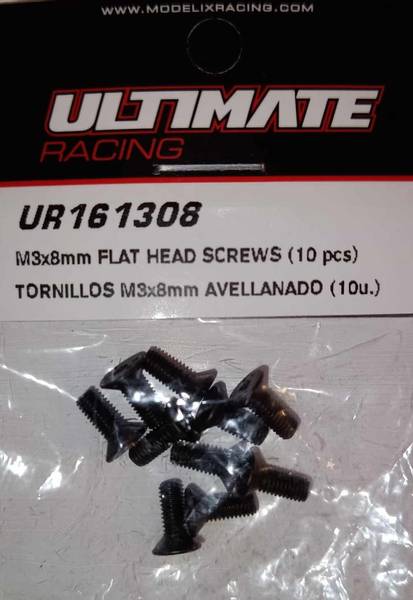 WWW.MODELIXRACING.COM
ULTIMATE
RACING
UR161308
M3x8mm FLAT HEAD SCREWS (10 pcs)
TORNILLOS M3x8mm AVELLANADO (10u.)